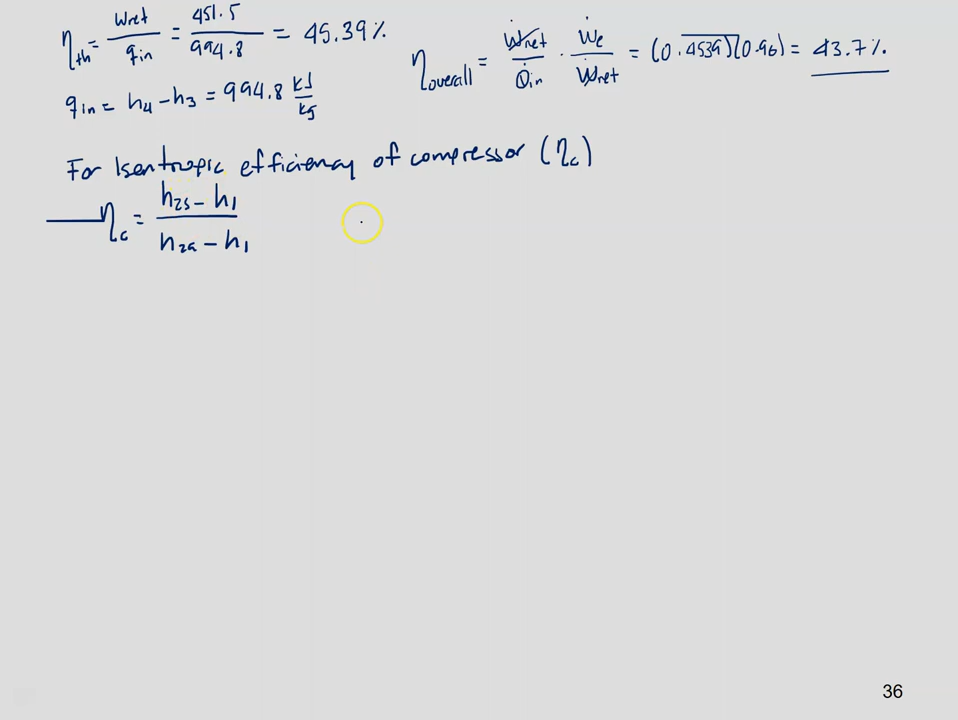 η_th = w_net / q_in = 451.5 / 994.8 = 45.39%
η_overall = Ẇ_net / Q̇_in · Ẇ_e / Ẇ_net = (0.4539)(0.96) = 43.7%
q_in = h_4 - h_3 = 994.8 kJ/kg
For Isentropic efficiency of compressor (η_c)
η_c = h_2s - h_1 / h_2a - h_1
36